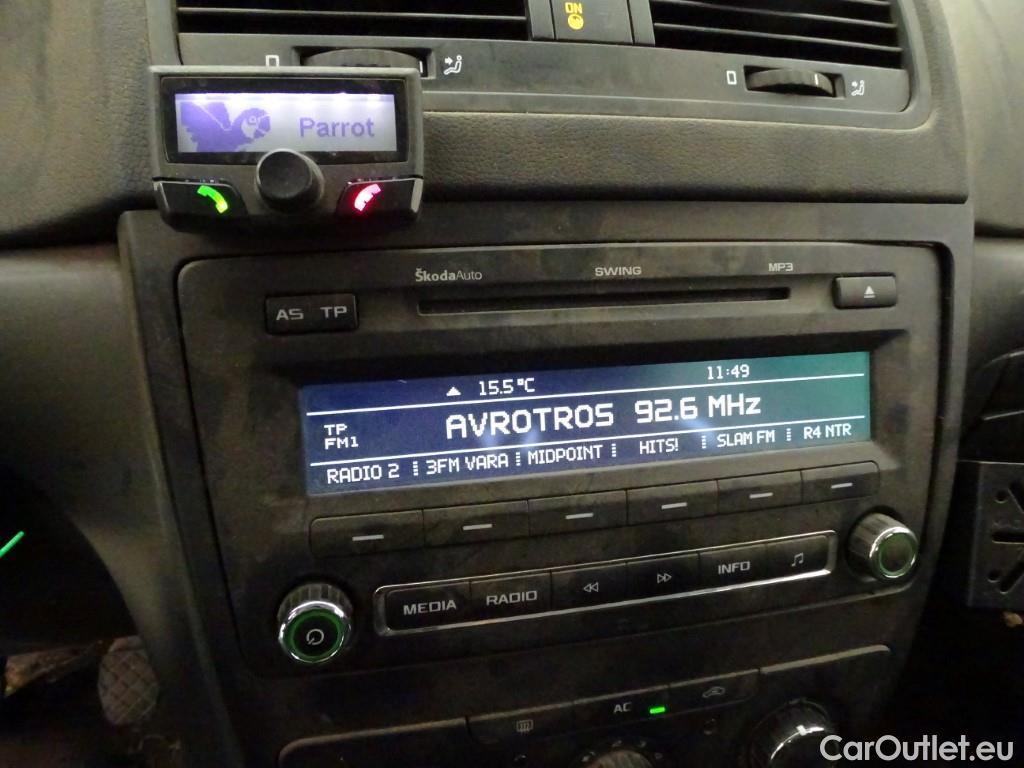 ON
Parrot
ŠkodaAuto SWING MP3
AS TP
15.5°C 11:49
TP
FM1
AVROTROS 92.6 MHz
RADIO 2 3FM VARA MIDPOINT HITS! SLAM FM R4 NTR
MEDIA RADIO INFO
AC
CarOutlet.eu